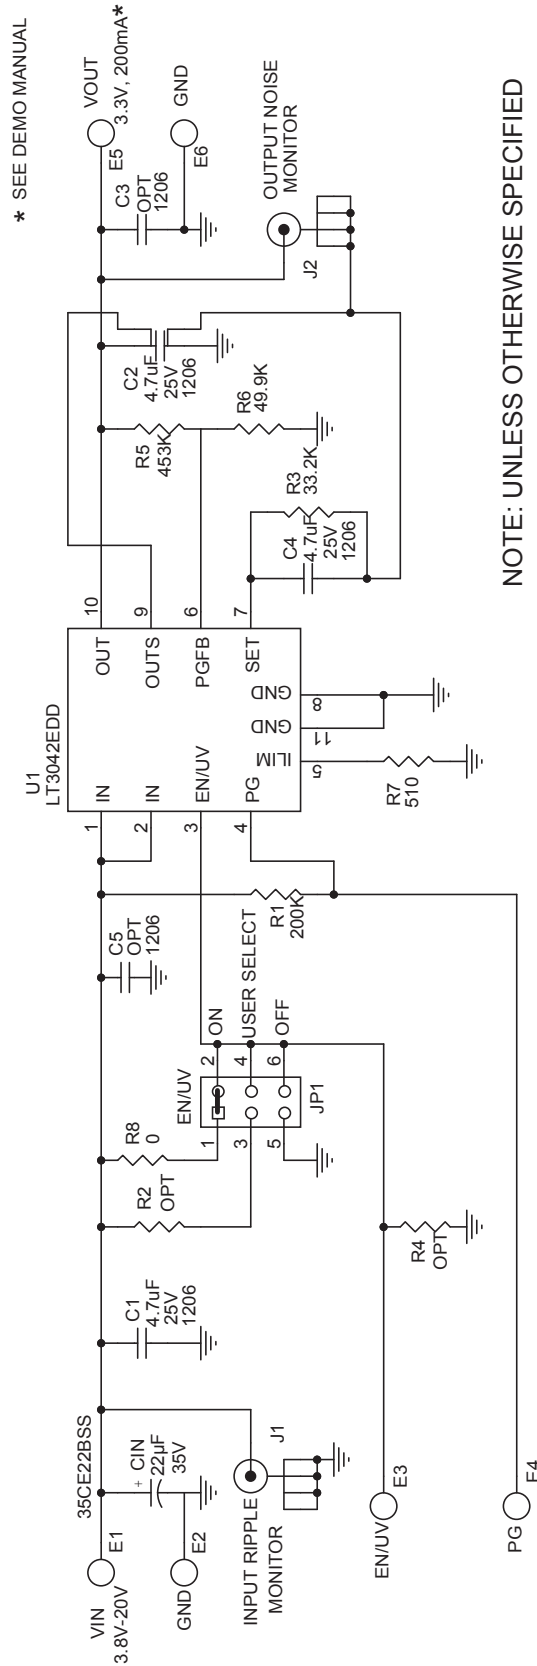 * SEE DEMO MANUAL
VIN
3.8V-20V
E1
GND
E2
35CE22BSS
+
CIN
22µF
35V
INPUT RIPPLE
MONITOR
J1
C1
4.7uF
25V
1206
R2
OPT
R8
0
EN/UV
1
2
ON
3
4
USER SELECT
5
6
OFF
JP1
EN/UV
E3
R4
OPT
PG
E4
C5
OPT
1206
R1
200K
U1
LT3042EDD
1
IN
2
IN
3
EN/UV
4
PG
5
ILIM
11
GND
8
GND
OUT
10
OUTS
9
PGFB
6
SET
7
R7
510
C4
4.7uF
25V
1206
R3
33.2K
R5
453K
R6
49.9K
C2
4.7uF
25V
1206
C3
OPT
1206
VOUT
3.3V, 200mA*
E5
GND
E6
J2
OUTPUT NOISE
MONITOR
NOTE: UNLESS OTHERWISE SPECIFIED